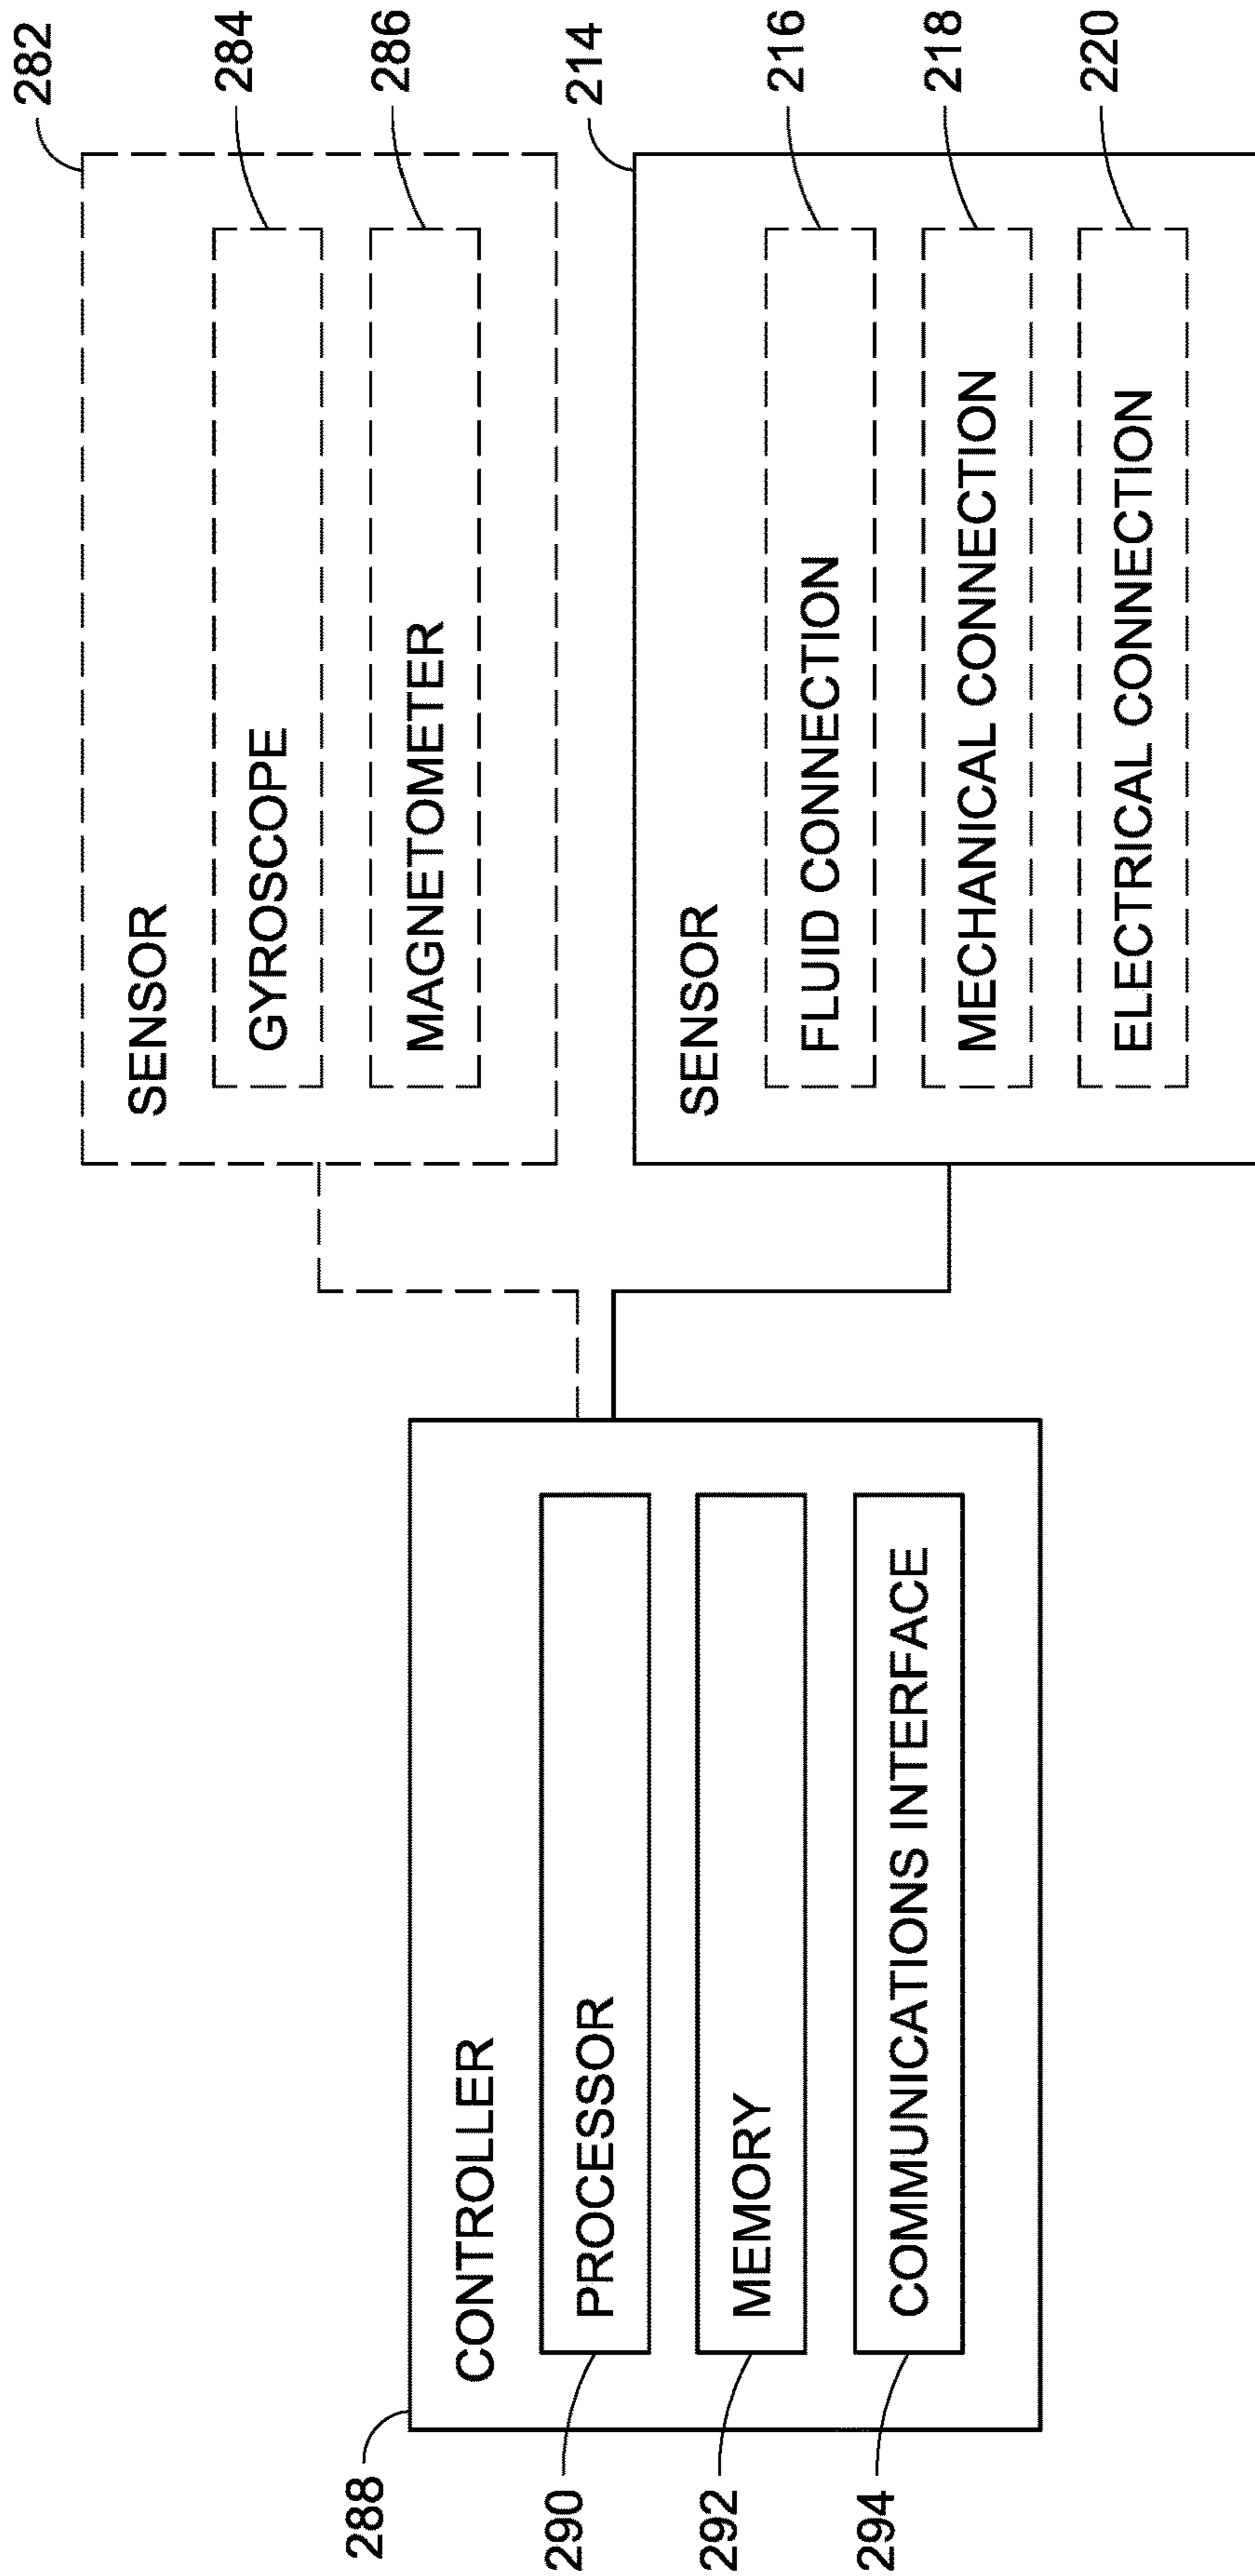 282
SENSOR
284
GYROSCOPE
286
MAGNETOMETER
288
CONTROLLER
290
PROCESSOR
292
MEMORY
294
COMMUNICATIONS INTERFACE
214
SENSOR
216
FLUID CONNECTION
218
MECHANICAL CONNECTION
220
ELECTRICAL CONNECTION